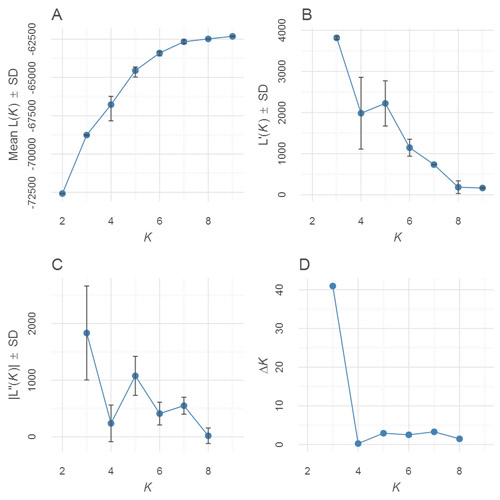 A
Mean L(K) ± SD
-62500
-65000
-67500
-70000
-72500
2 4 6 8
K
B
L'(K) ± SD
4000
3000
2000
1000
0
2 4 6 8
K
C
|L"(K)| ± SD
2000
1000
0
2 4 6 8
K
D
ΔK
40
30
20
10
0
2 4 6 8
K